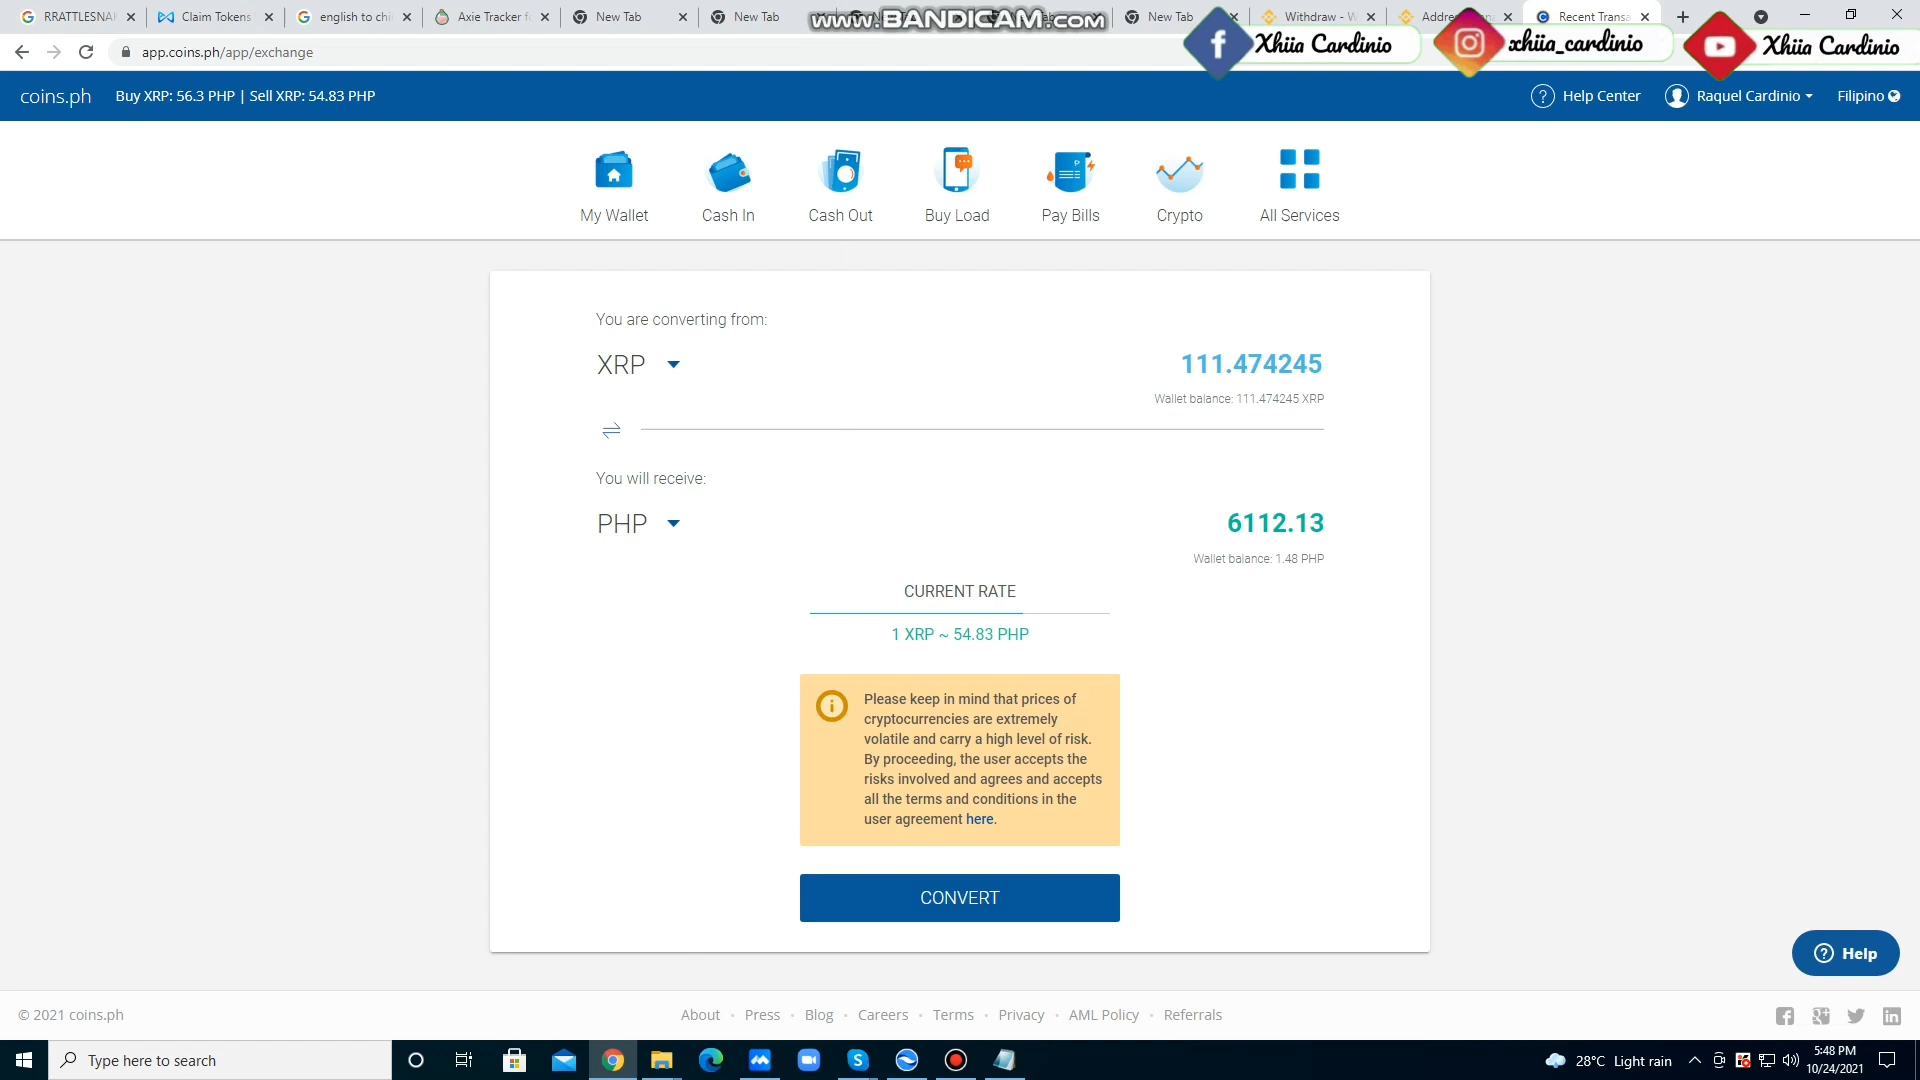 RRATTLESNAK
Claim Tokens
english to chi
Axie Tracker f
New Tab
New Tab
www.BANDICAM.com
New Tab
Withdraw - W
Recent Transa
app.coins.ph/app/exchange
Xhiia Cardinio
xhiia_cardinio
Xhiia Cardinio
coins.ph
Buy XRP: 56.3 PHP | Sell XRP: 54.83 PHP
Help Center
Raquel Cardinio
Filipino
My Wallet
Cash In
Cash Out
Buy Load
Pay Bills
Crypto
All Services
You are converting from:
XRP
111.474245
Wallet balance: 111.474245 XRP
You will receive:
PHP
6112.13
Wallet balance: 1.48 PHP
CURRENT RATE
1 XRP ~ 54.83 PHP
Please keep in mind that prices of
cryptocurrencies are extremely
volatile and carry a high level of risk.
By proceeding, the user accepts the
risks involved and agrees and accepts
all the terms and conditions in the
user agreement here.
CONVERT
Help
© 2021 coins.ph
About • Press • Blog • Careers • Terms • Privacy • AML Policy • Referrals
Type here to search
28°C Light rain
5:48 PM
10/24/2021